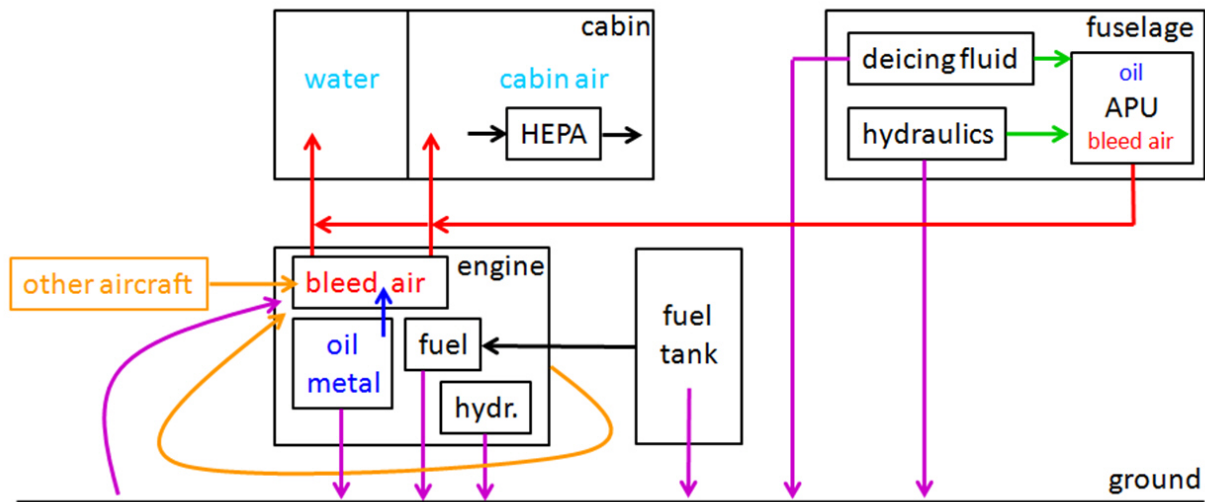 cabin
water
cabin air
HEPA
fuselage
deicing fluid
oil
APU
hydraulics
bleed air
other aircraft
engine
bleed air
oil
metal
fuel
hydr.
fuel
tank
ground